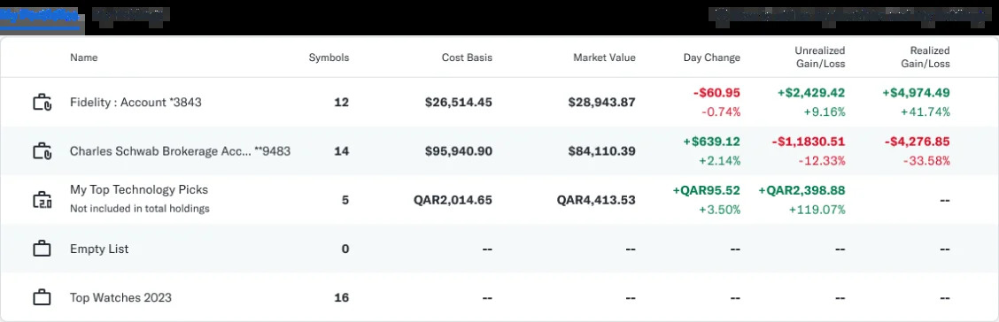 My Portfolios
Name Symbols Cost Basis Market Value Day Change Unrealized Gain/Loss Realized Gain/Loss
Fidelity : Account *3843 12 $26,514.45 $28,943.87 -$60.95 +$2,429.42 +$4,974.49
-0.74% +9.16% +41.74%
Charles Schwab Brokerage Acc... **9483 14 $95,940.90 $84,110.39 +$639.12 -$1,1830.51 -$4,276.85
+2.14% -12.33% -33.58%
My Top Technology Picks 5 QAR2,014.65 QAR4,413.53 +QAR95.52 +QAR2,398.88 --
Not included in total holdings +3.50% +119.07%
2.0
Empty List 0 -- -- -- -- --
Top Watches 2023 16 -- -- -- -- --